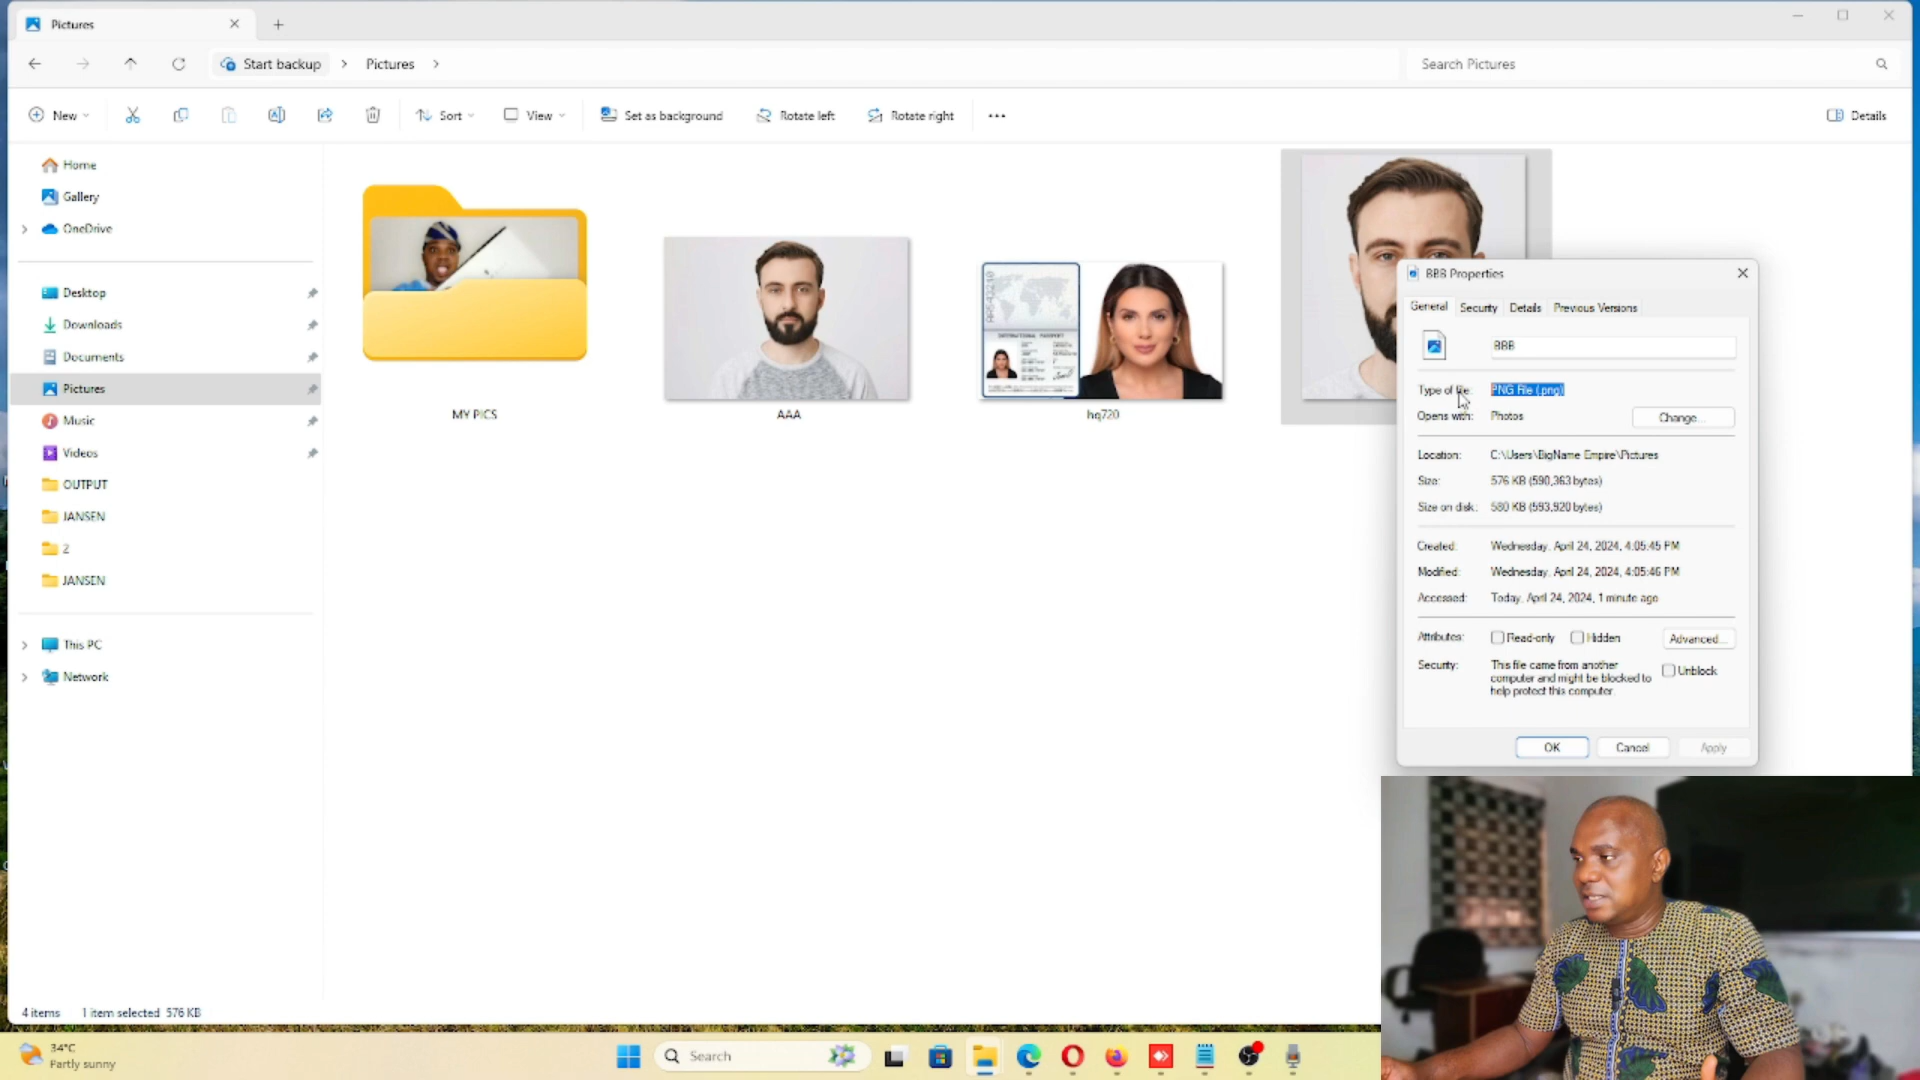 Pictures
Start backup
Pictures
Search Pictures
New
Sort
View
Set as background
Rotate left
Rotate right
Details
Home
Gallery
OneDrive
Desktop
Downloads
Documents
Pictures
Music
Videos
OUTPUT
JANSEN
2
JANSEN
This PC
Network
MY PICS
AAA
hq720
INTERNATIONAL PASSPORT
BBB Properties
General Security Details Previous Versions
BBB
Type of file: PNG File (.png)
Opens with: Photos
Change...
Location: C:\Users\BigName Empire\Pictures
Size: 576 KB (590,363 bytes)
Size on disk: 580 KB (593,920 bytes)
Created: Wednesday, April 24, 2024, 4:05:45 PM
Modified: Wednesday, April 24, 2024, 4:05:46 PM
Accessed: Today, April 24, 2024, 1 minute ago
Attributes: Read-only Hidden Advanced...
Security: This file came from another
computer and might be blocked to
help protect this computer.
Unblock
OK Cancel Apply
4 items 1 item selected 576 KB
34°C
Partly sunny
Search